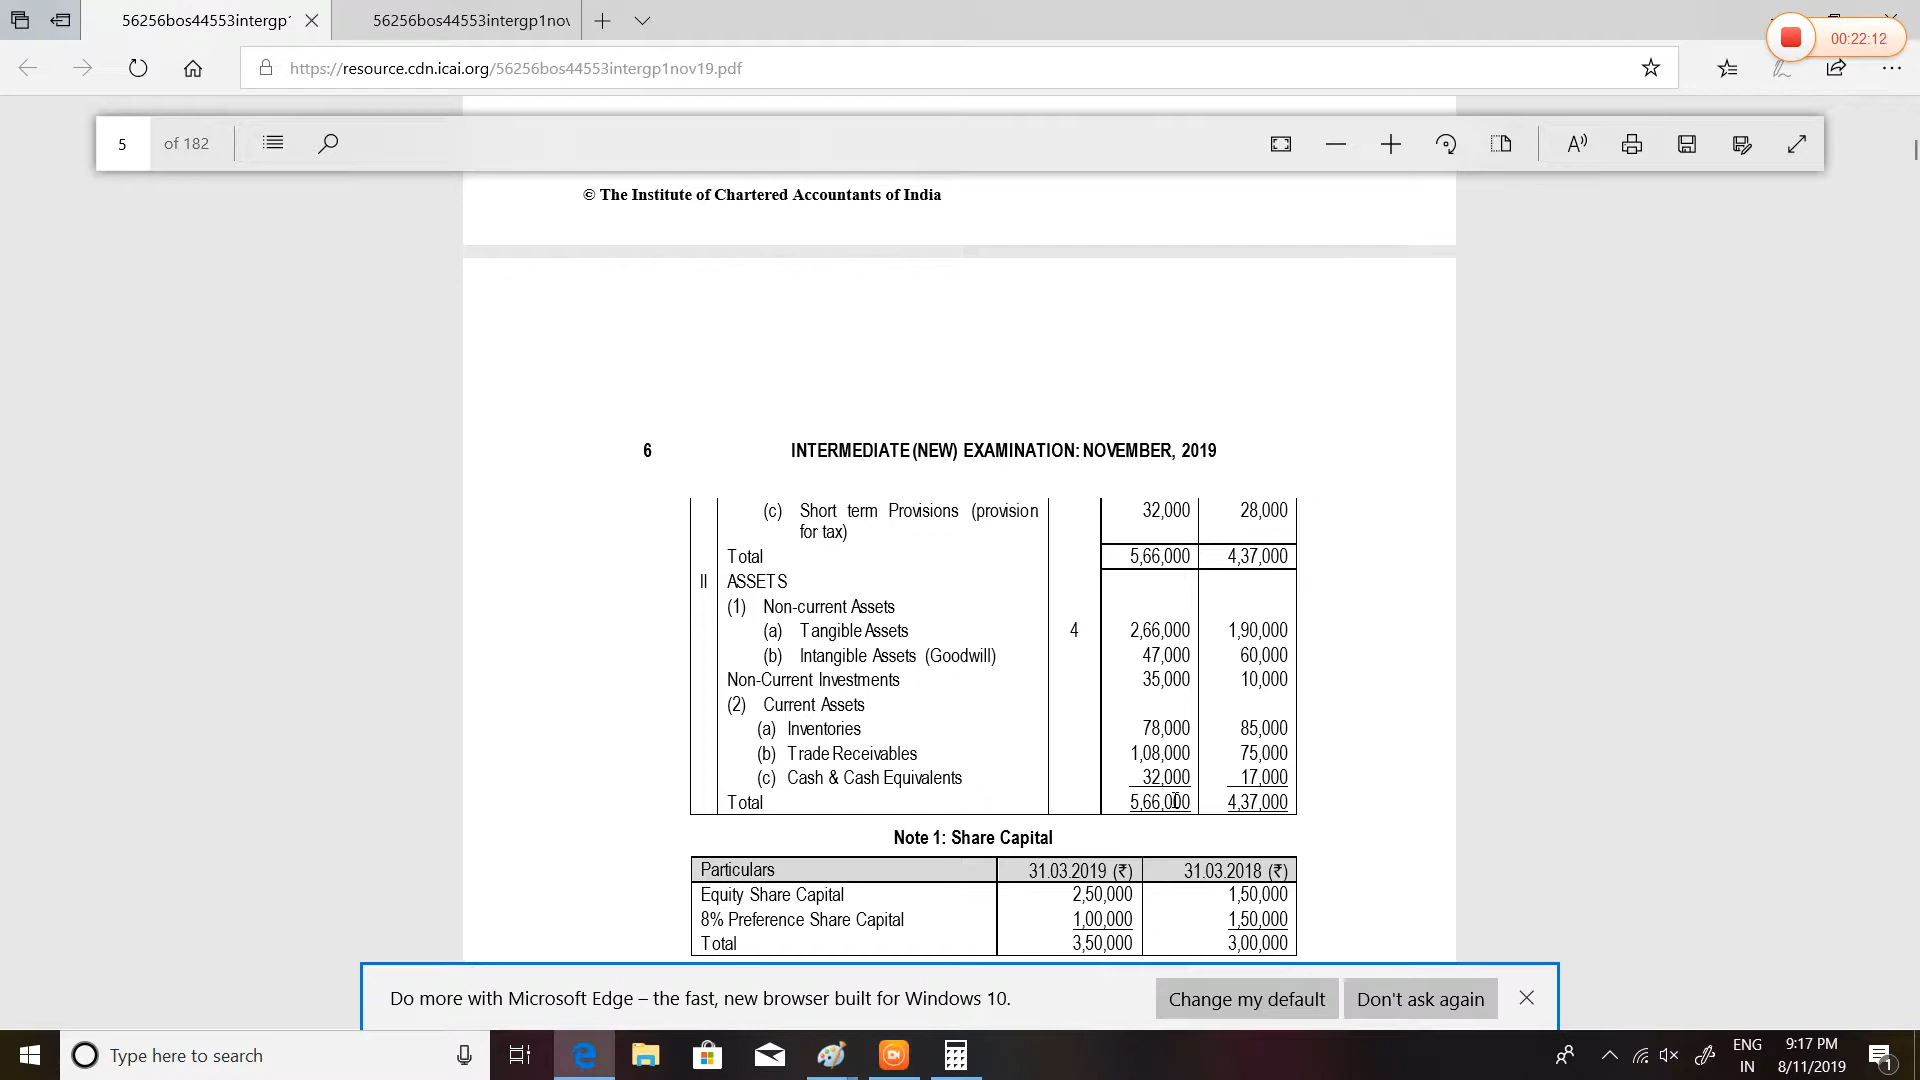 56256bos44553intergp1
56256bos44553intergp1nov
00:22:12
https://resource.cdn.icai.org/56256bos44553intergp1nov19.pdf
5 of 182
© The Institute of Chartered Accountants of India
6 INTERMEDIATE (NEW) EXAMINATION: NOVEMBER, 2019
(c) Short term Provisions (provision 32,000 28,000
for tax)
Total 5,66,000 4,37,000
II ASSETS
(1) Non-current Assets
(a) Tangible Assets 4 2,66,000 1,90,000
(b) Intangible Assets (Goodwill) 47,000 60,000
Non-Current Investments 35,000 10,000
(2) Current Assets
(a) Inventories 78,000 85,000
(b) Trade Receivables 1,08,000 75,000
(c) Cash & Cash Equivalents 32,000 17,000
Total 5,66,000 4,37,000
Note 1: Share Capital
Particulars 31.03.2019 (₹) 31.03.2018 (₹)
Equity Share Capital 2,50,000 1,50,000
8% Preference Share Capital 1,00,000 1,50,000
Total 3,50,000 3,00,000
Do more with Microsoft Edge – the fast, new browser built for Windows 10. Change my default Don't ask again
Type here to search
ENG 9:17 PM
IN 8/11/2019 1